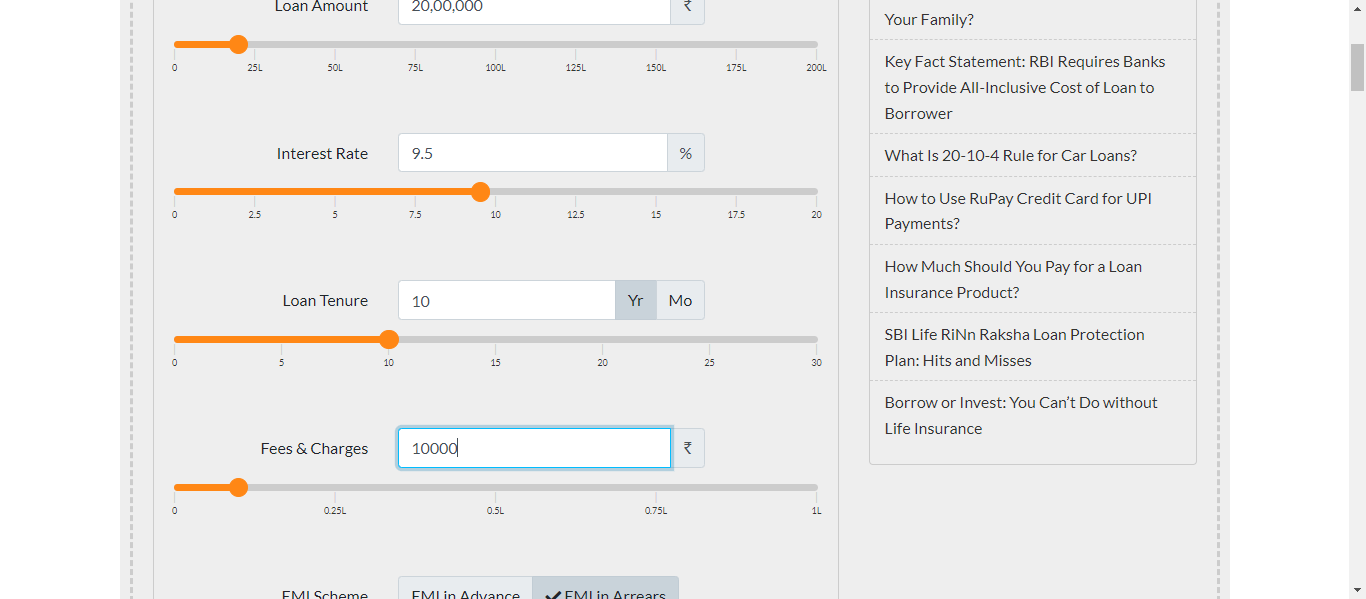 Loan Amount 20,00,000 ₹
0 25L 50L 75L 100L 125L 150L 175L 200L
Interest Rate 9.5 %
0 2.5 5 7.5 10 12.5 15 17.5 20
Loan Tenure 10 Yr Mo
0 5 10 15 20 25 30
Fees & Charges 10000 ₹
0 0.25L 0.5L 0.75L 1L
EMI Scheme EMI in Advance EMI in Arrears
Your Family?
Key Fact Statement: RBI Requires Banks
to Provide All-Inclusive Cost of Loan to
Borrower
What Is 20-10-4 Rule for Car Loans?
How to Use RuPay Credit Card for UPI
Payments?
How Much Should You Pay for a Loan
Insurance Product?
SBI Life RiNn Raksha Loan Protection
Plan: Hits and Misses
Borrow or Invest: You Can’t Do without
Life Insurance